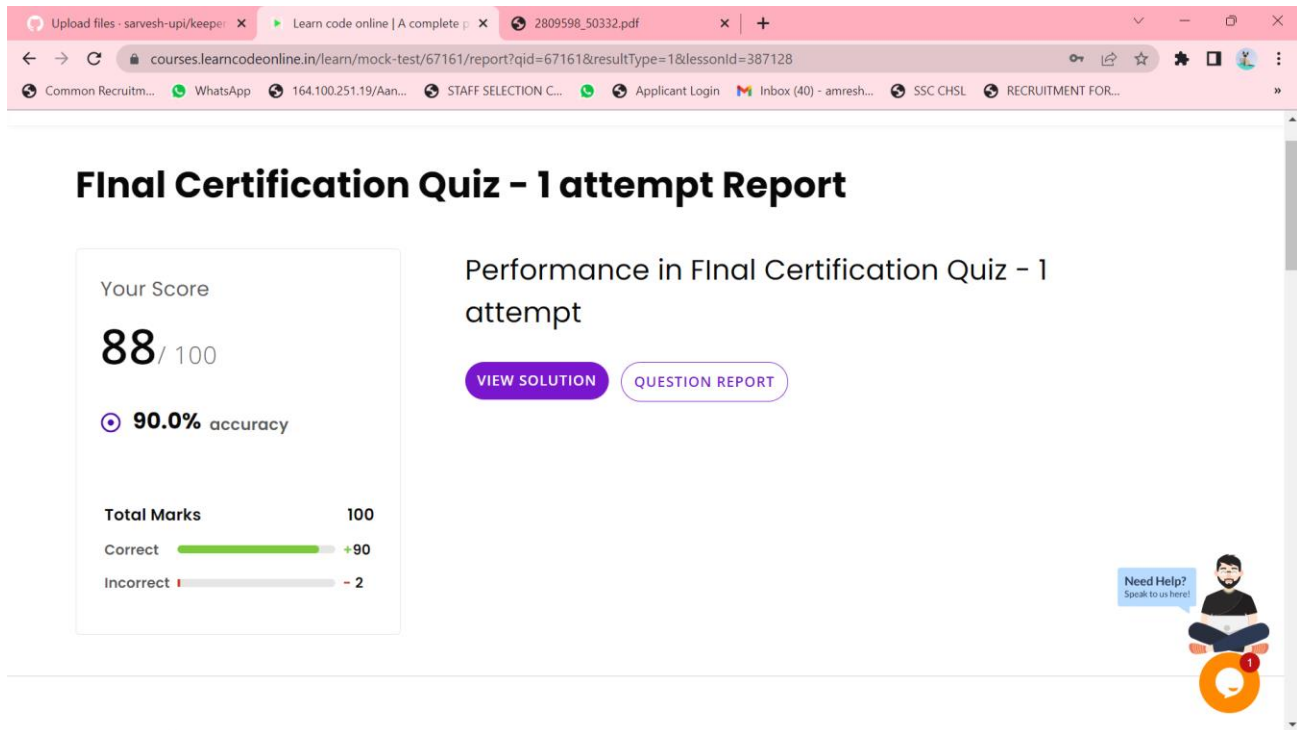 Upload files · sarvesh-upi/keeper
Learn code online | A complete p
2809598_50332.pdf
courses.learncodeonline.in/learn/mock-test/67161/report?qid=67161&resultType=1&lessonId=387128
Common Recruitm... WhatsApp 164.100.251.19/Aan... STAFF SELECTION C... Applicant Login Inbox (40) - amresh... SSC CHSL RECRUITMENT FOR... »
FInal Certification Quiz - 1 attempt Report
Your Score
88/ 100
90.0% accuracy
Total Marks 100
Correct +90
Incorrect - 2
Performance in FInal Certification Quiz - 1
attempt
VIEW SOLUTION QUESTION REPORT
Need Help?
Speak to us here!
1